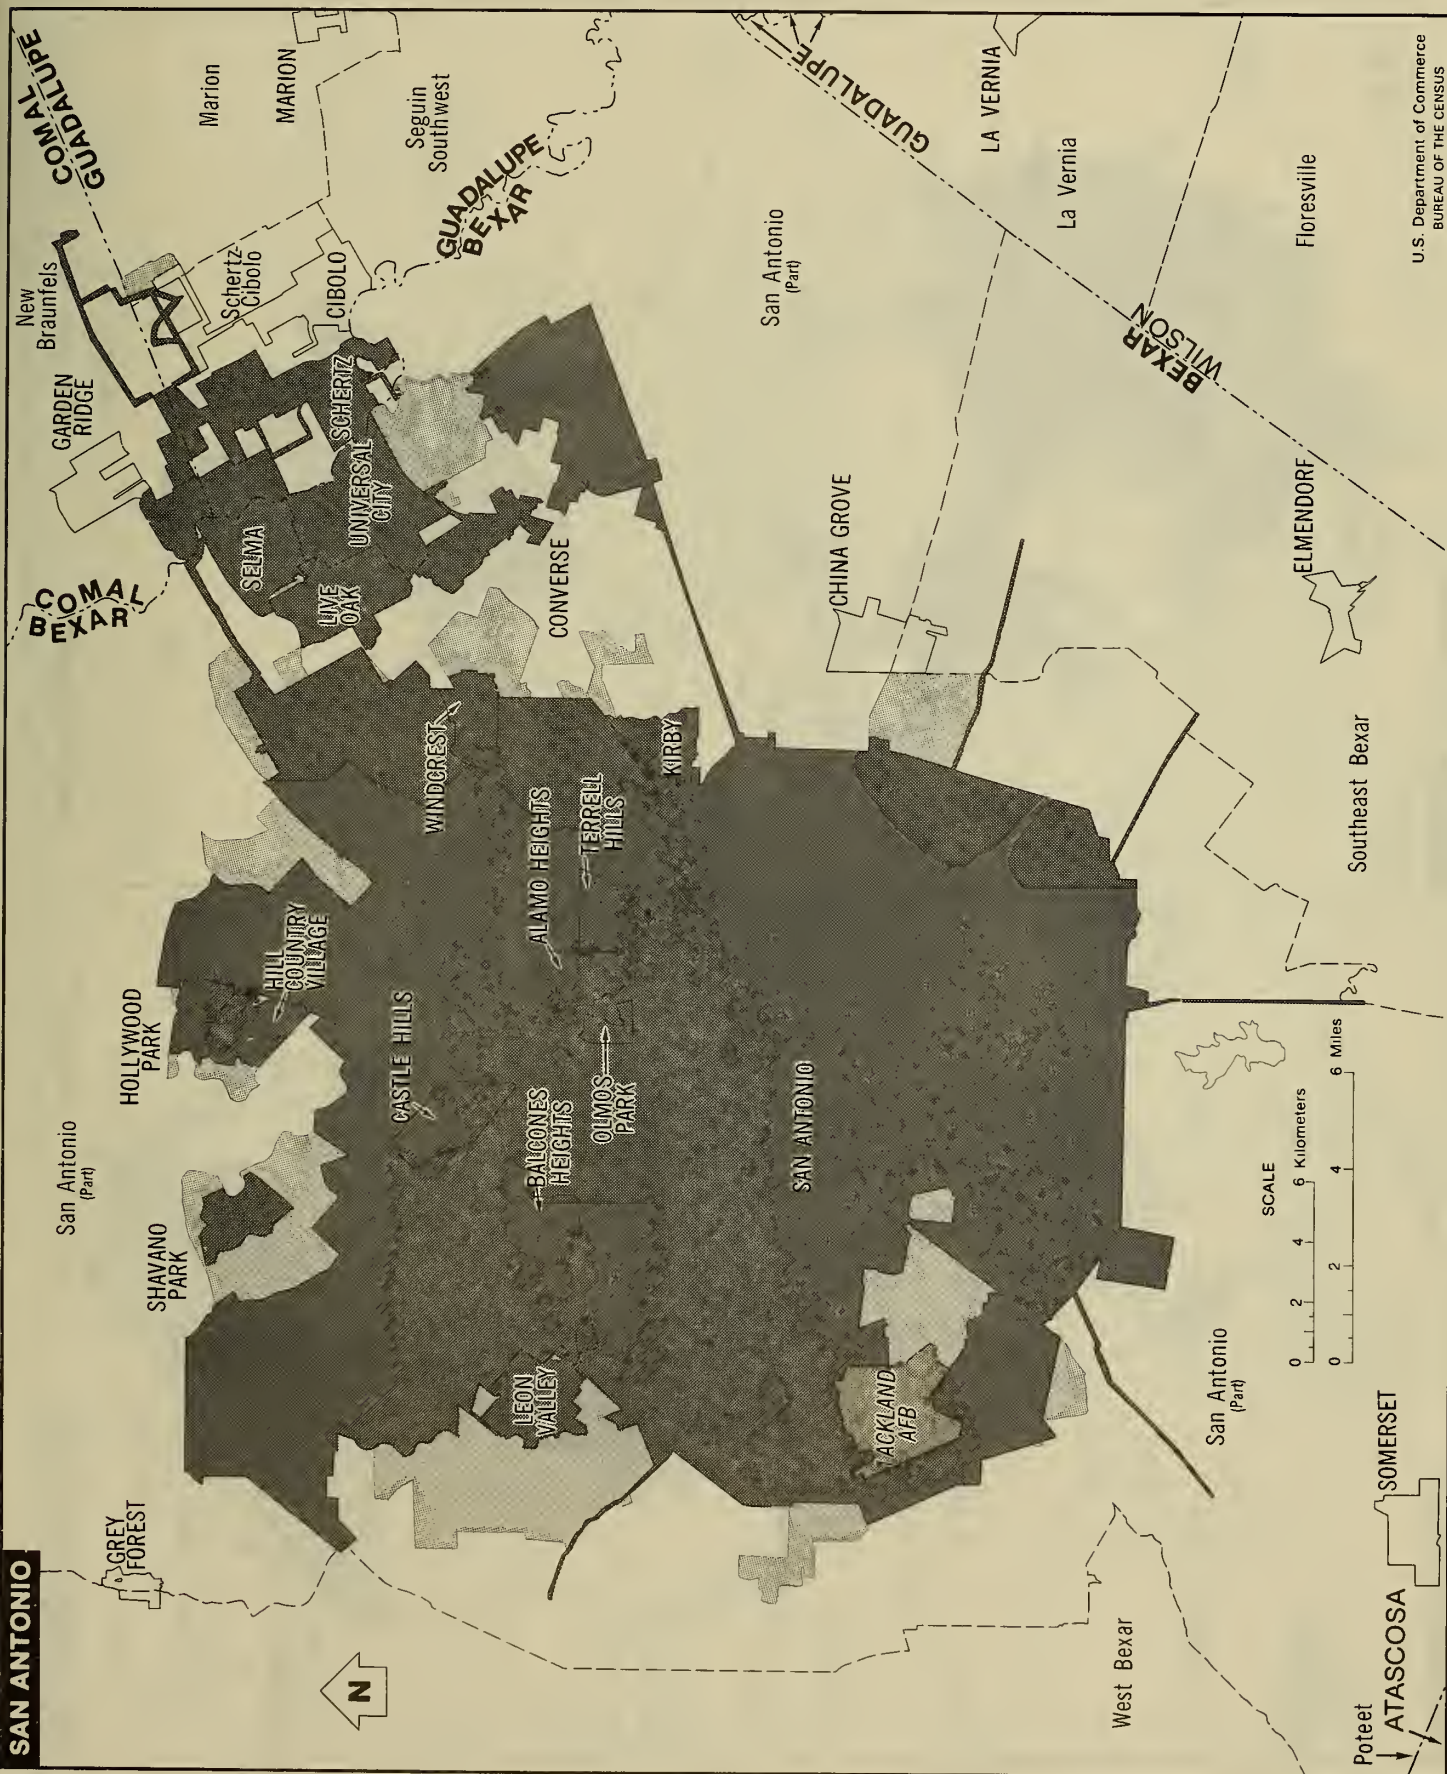 SAN ANTONIO
GREY
FOREST
SHAVANO
PARK
San Antonio
(Part)
HOLLYWOOD
PARK
HILL
COUNTRY
VILLAGE
COMAL
BEXAR
GARDEN
RIDGE
New
Braunfels
COMAL
GUADALUPE
Marion
MARION
Schertz-
Cibolo
CIBOLO
SELMA
LIVE
OAK
UNIVERSAL
CITY
SCHERTZ
Seguin
Southwest
GUADALUPE
BEXAR
N
CASTLE HILLS
WINDCREST
LEON
VALLEY
BALCONES
HEIGHTS
ALAMO HEIGHTS
CONVERSE
OLMOS
PARK
TERRELL
HILLS
KIRBY
SAN ANTONIO
San Antonio
(Part)
GUADALUPE
CHINA GROVE
ACKLAND
AFB
LA VERNIA
La Vernia
BEXAR
WILSON
West Bexar
San Antonio
(Part)
SCALE
0 2 4 6 Kilometers
0 2 4 6 Miles
Southeast Bexar
ELMENDORF
Floresville
Poteet
ATASCOSA
SOMERSET
U.S. Department of Commerce
BUREAU OF THE CENSUS